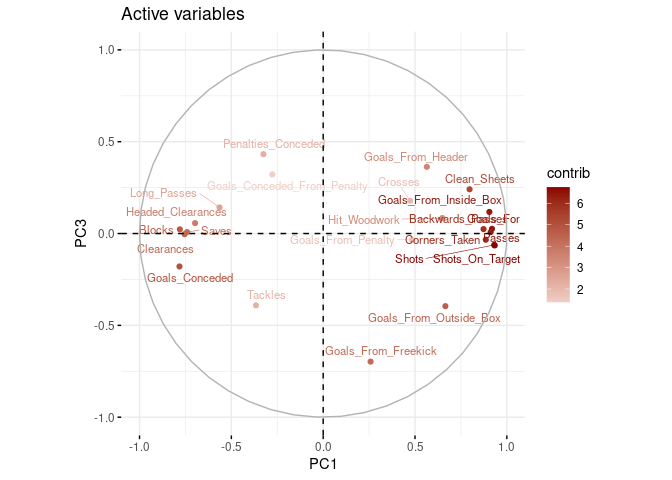 Active variables
1.0
0.5
0.0
-0.5
-1.0
PC3
Penalties_Conceded
Goals_From_Header
Crosses
Clean_Sheets
Goals_Conceded_From_Penalty
Long_Passes
Goals_From_Inside_Box
Headed_Clearances
Hit_Woodwork
Backwards_Passes
Goals_For
Blocks
Saves
Goals_From_Penalty
Corners_Taken
Passes
Clearances
Shots
Shots_On_Target
Goals_Conceded
Tackles
Goals_From_Outside_Box
Goals_From_Freekick
-1.0 -0.5 0.0 0.5 1.0
PC1
contrib
6
5
4
3
2